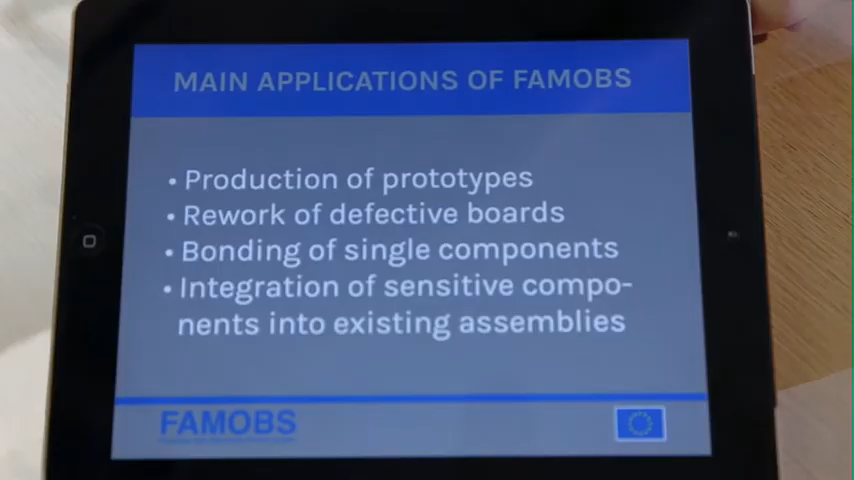 MAIN APPLICATIONS OF FAMOBS
• Production of prototypes
• Rework of defective boards
• Bonding of single components
• Integration of sensitive compo-
nents into existing assemblies
FAMOBS